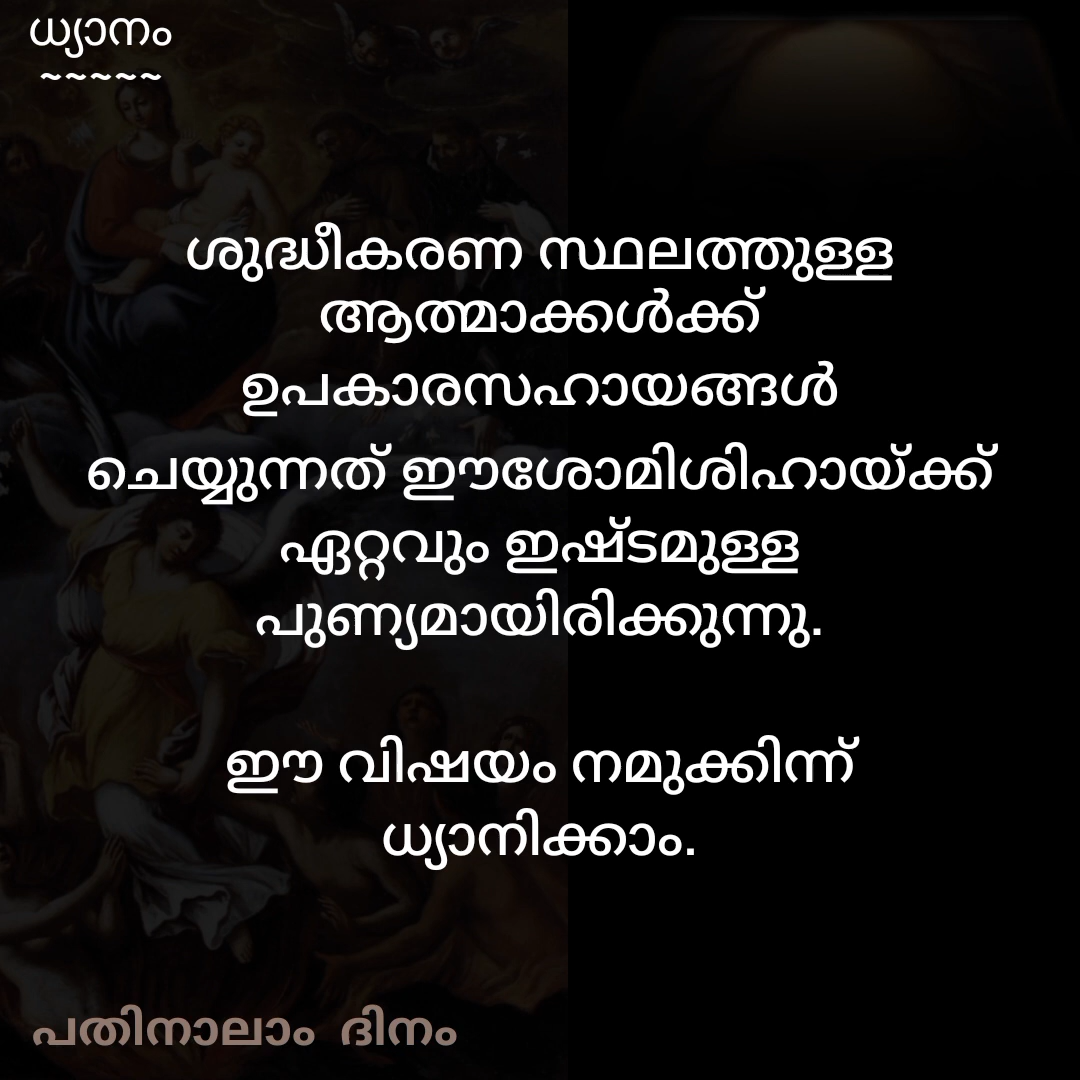 ധ്യാനം
~~~~~
ശുദ്ധീകരണ സ്ഥലത്തുള്ള
ആത്മാക്കൾക്ക്
ഉപകാരസഹായങ്ങൾ
ചെയ്യുന്നത് ഈശോമിശിഹായ്ക്ക്
ഏറ്റവും ഇഷ്ടമുള്ള
പുണ്യമായിരിക്കുന്നു.
ഈ വിഷയം നമുക്കിന്ന്
ധ്യാനിക്കാം.
പതിനാലാം ദിനം